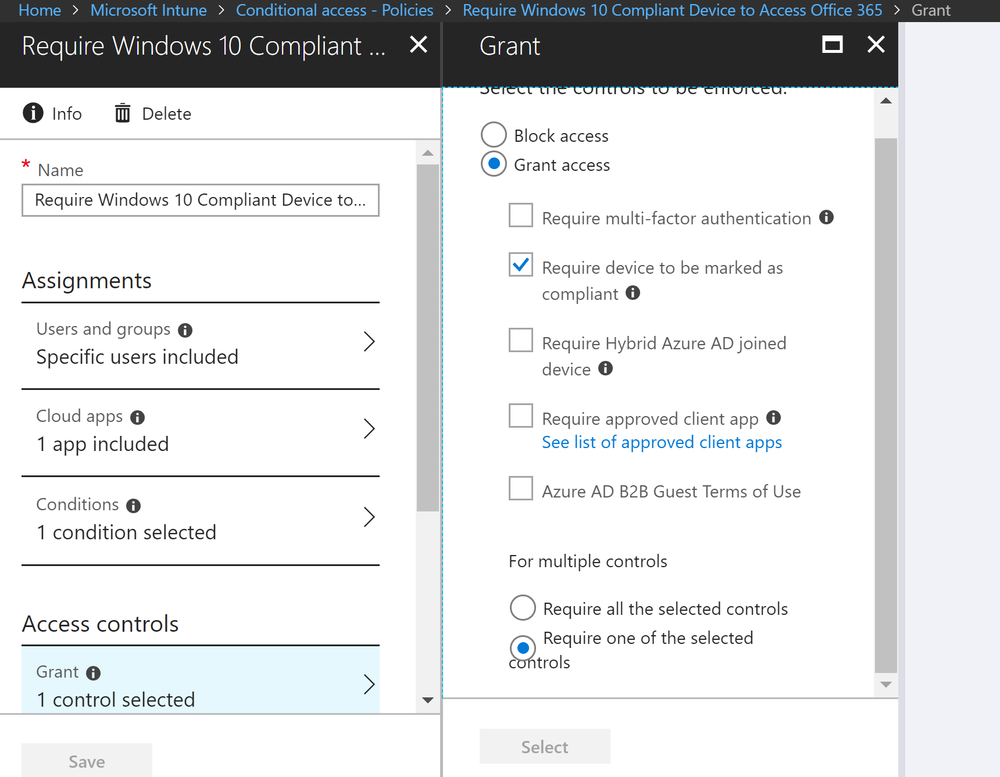 Home > Microsoft Intune > Conditional access - Policies > Require Windows 10 Compliant Device to Access Office 365 > Grant
Require Windows 10 Compliant ...
Info
Delete
* Name
Require Windows 10 Compliant Device to...
Assignments
Users and groups
Specific users included
Cloud apps
1 app included
Conditions
1 condition selected
Access controls
Grant
1 control selected
Save
Grant
Select the controls to be enforced.
Block access
Grant access
Require multi-factor authentication
Require device to be marked as
compliant
Require Hybrid Azure AD joined
device
Require approved client app
See list of approved client apps
Azure AD B2B Guest Terms of Use
For multiple controls
Require all the selected controls
Require one of the selected
controls
Select